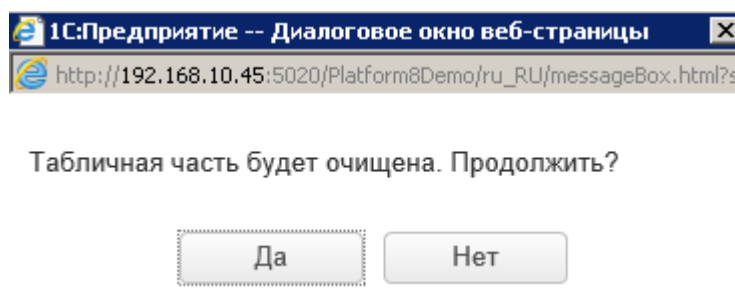 1С:Предприятие -- Диалоговое окно веб-страницы
http://192.168.10.45:5020/Platform8Demo/ru_RU/messageBox.html?s
Табличная часть будет очищена. Продолжить?
Да Нет